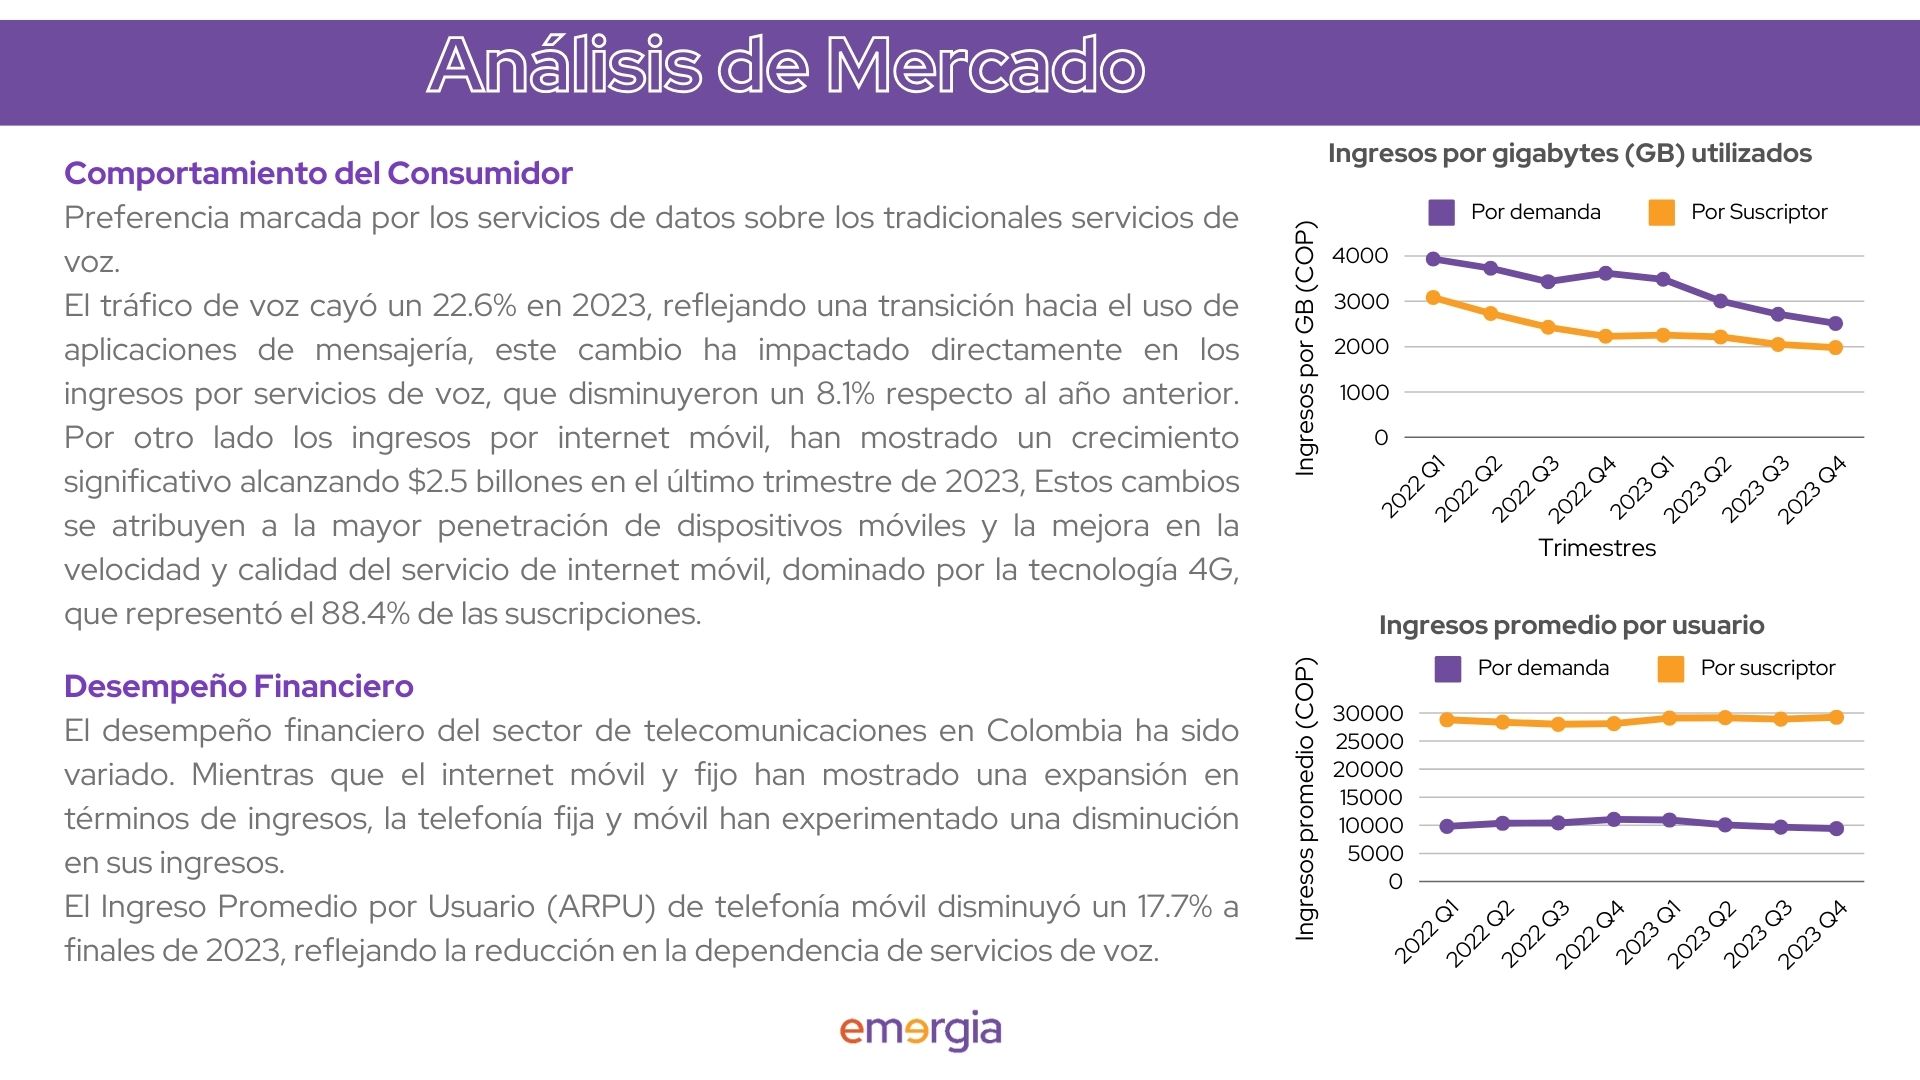 Análisis de Mercado
Comportamiento del Consumidor
Preferencia marcada por los servicios de datos sobre los tradicionales servicios de
voz.
El tráfico de voz cayó un 22.6% en 2023, reflejando una transición hacia el uso de
aplicaciones de mensajería, este cambio ha impactado directamente en los
ingresos por servicios de voz, que disminuyeron un 8.1% respecto al año anterior.
Por otro lado los ingresos por internet móvil, han mostrado un crecimiento
significativo alcanzando $2.5 billones en el último trimestre de 2023, Estos cambios
se atribuyen a la mayor penetración de dispositivos móviles y la mejora en la
velocidad y calidad del servicio de internet móvil, dominado por la tecnología 4G,
que representó el 88.4% de las suscripciones.
Desempeño Financiero
El desempeño financiero del sector de telecomunicaciones en Colombia ha sido
variado. Mientras que el internet móvil y fijo han mostrado una expansión en
términos de ingresos, la telefonía fija y móvil han experimentado una disminución
en sus ingresos.
El Ingreso Promedio por Usuario (ARPU) de telefonía móvil disminuyó un 17.7% a
finales de 2023, reflejando la reducción en la dependencia de servicios de voz.
Ingresos por gigabytes (GB) utilizados
Por demanda Por Suscriptor
Ingresos por GB (COP)
4000
3000
2000
1000
0
2022 Q1 2022 Q2 2022 Q3 2022 Q4 2023 Q1 2023 Q2 2023 Q3 2023 Q4
Trimestres
Ingresos promedio por usuario
Por demanda Por suscriptor
Ingresos promedio (COP)
30000
25000
20000
15000
10000
5000
0
2022 Q1 2022 Q2 2022 Q3 2022 Q4 2023 Q1 2023 Q2 2023 Q3 2023 Q4
emergia